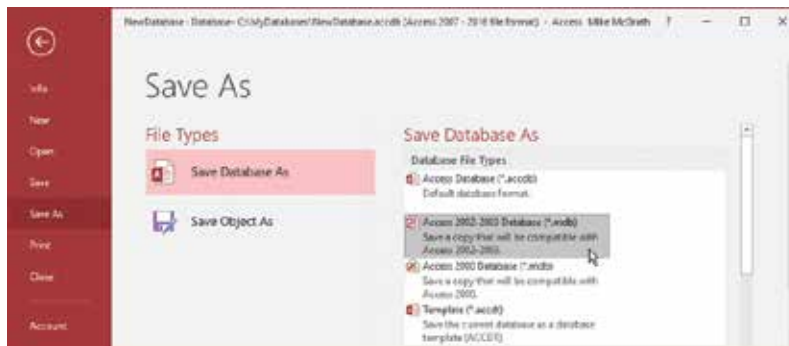 NewDatabase : Database- C:\MyDatabases\NewDatabase.accdb (Access 2007 - 2016 file format) - Access Mike McGrath ? – □ ×
Info
New
Open
Save
Save As
Print
Close
Account
Save As
File Types
Save Database As
Save Object As
Save Database As
Database File Types
Access Database (*.accdb)
Default database format.
Access 2002-2003 Database (*.mdb)
Save a copy that will be compatible with
Access 2002-2003.
Access 2000 Database (*.mdb)
Save a copy that will be compatible with
Access 2000.
Template (*.accdt)
Save the current database as a database
template (ACCDT).